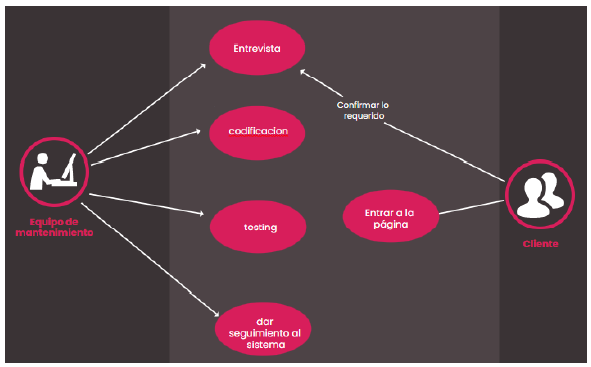 Entrevista
Confirmar lo
requerido
codificacion
Equipo de
mantenimiento
testing
Entrar a la
página
Cliente
dar
seguimiento al
sistema